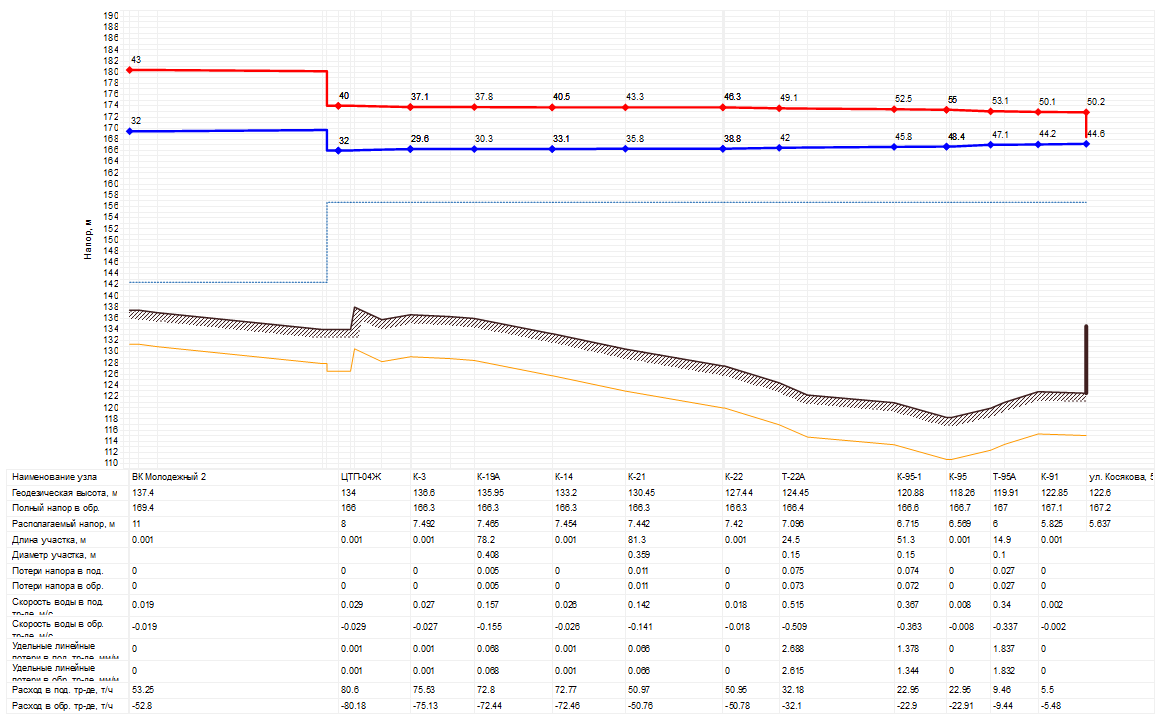 190
188
186
184
182
180
178
176
174
172
170
168
166
164
162
160
158
156
154
152
150
148
146
144
142
140
138
136
134
132
130
128
126
124
122
120
118
116
114
112
110
Напор, м
43 40 37.1 37.8 40.5 43.3 46.3 49.1 52.5 55 53.1 50.1 50.2
32 32 29.6 30.3 33.1 35.8 38.8 42 45.8 48.4 47.1 44.2 44.6
Наименование узла ВК Молодежный 2 ЦТП-04Ж К-3 К-19А К-14 К-21 К-22 Т-22А К-95-1 К-95 Т-95А К-91 ул. Косякова, 5
Геодезическая высота, м 137.4 134 136.6 135.95 133.2 130.45 127.44 124.45 120.88 118.26 119.91 122.85 122.6
Полный напор в обр. 169.4 166 166.3 166.3 166.3 166.3 166.3 166.4 166.6 166.7 167 167.1 167.2
Располагаемый напор, м 11 8 7.492 7.465 7.454 7.442 7.42 7.096 6.715 6.569 6 5.825 5.637
Длина участка, м 0.001 0.001 0.001 78.2 0.001 81.3 0.001 24.5 51.3 0.001 14.9 0.001
Диаметр участка, м 0.408 0.359 0.15 0.15 0.1
Потери напора в под. 0 0 0 0.005 0 0.011 0 0.075 0.074 0 0.027 0
Потери напора в обр. 0 0 0 0.005 0 0.011 0 0.073 0.072 0 0.027 0
Скорость воды в под. тр-де, м/с 0.019 0.029 0.027 0.157 0.026 0.142 0.018 0.515 0.367 0.008 0.34 0.002
Скорость воды в обр. тр-де, м/с -0.019 -0.029 -0.027 -0.155 -0.026 -0.141 -0.018 -0.509 -0.363 -0.008 -0.337 -0.002
Удельные линейные потери в под. тр-де, мм/м 0 0.001 0.001 0.068 0.001 0.066 0 2.688 1.378 0 1.837 0
Удельные линейные потери в обр. тр-де, мм/м 0 0.001 0.001 0.068 0.001 0.066 0 2.615 1.344 0 1.832 0
Расход в под. тр-де, т/ч 53.25 80.6 75.53 72.8 72.77 50.97 50.95 32.18 22.95 22.95 9.46 5.5
Расход в обр. тр-де, т/ч -52.8 -80.18 -75.13 -72.44 -72.46 -50.76 -50.78 -32.1 -22.9 -22.91 -9.44 -5.48